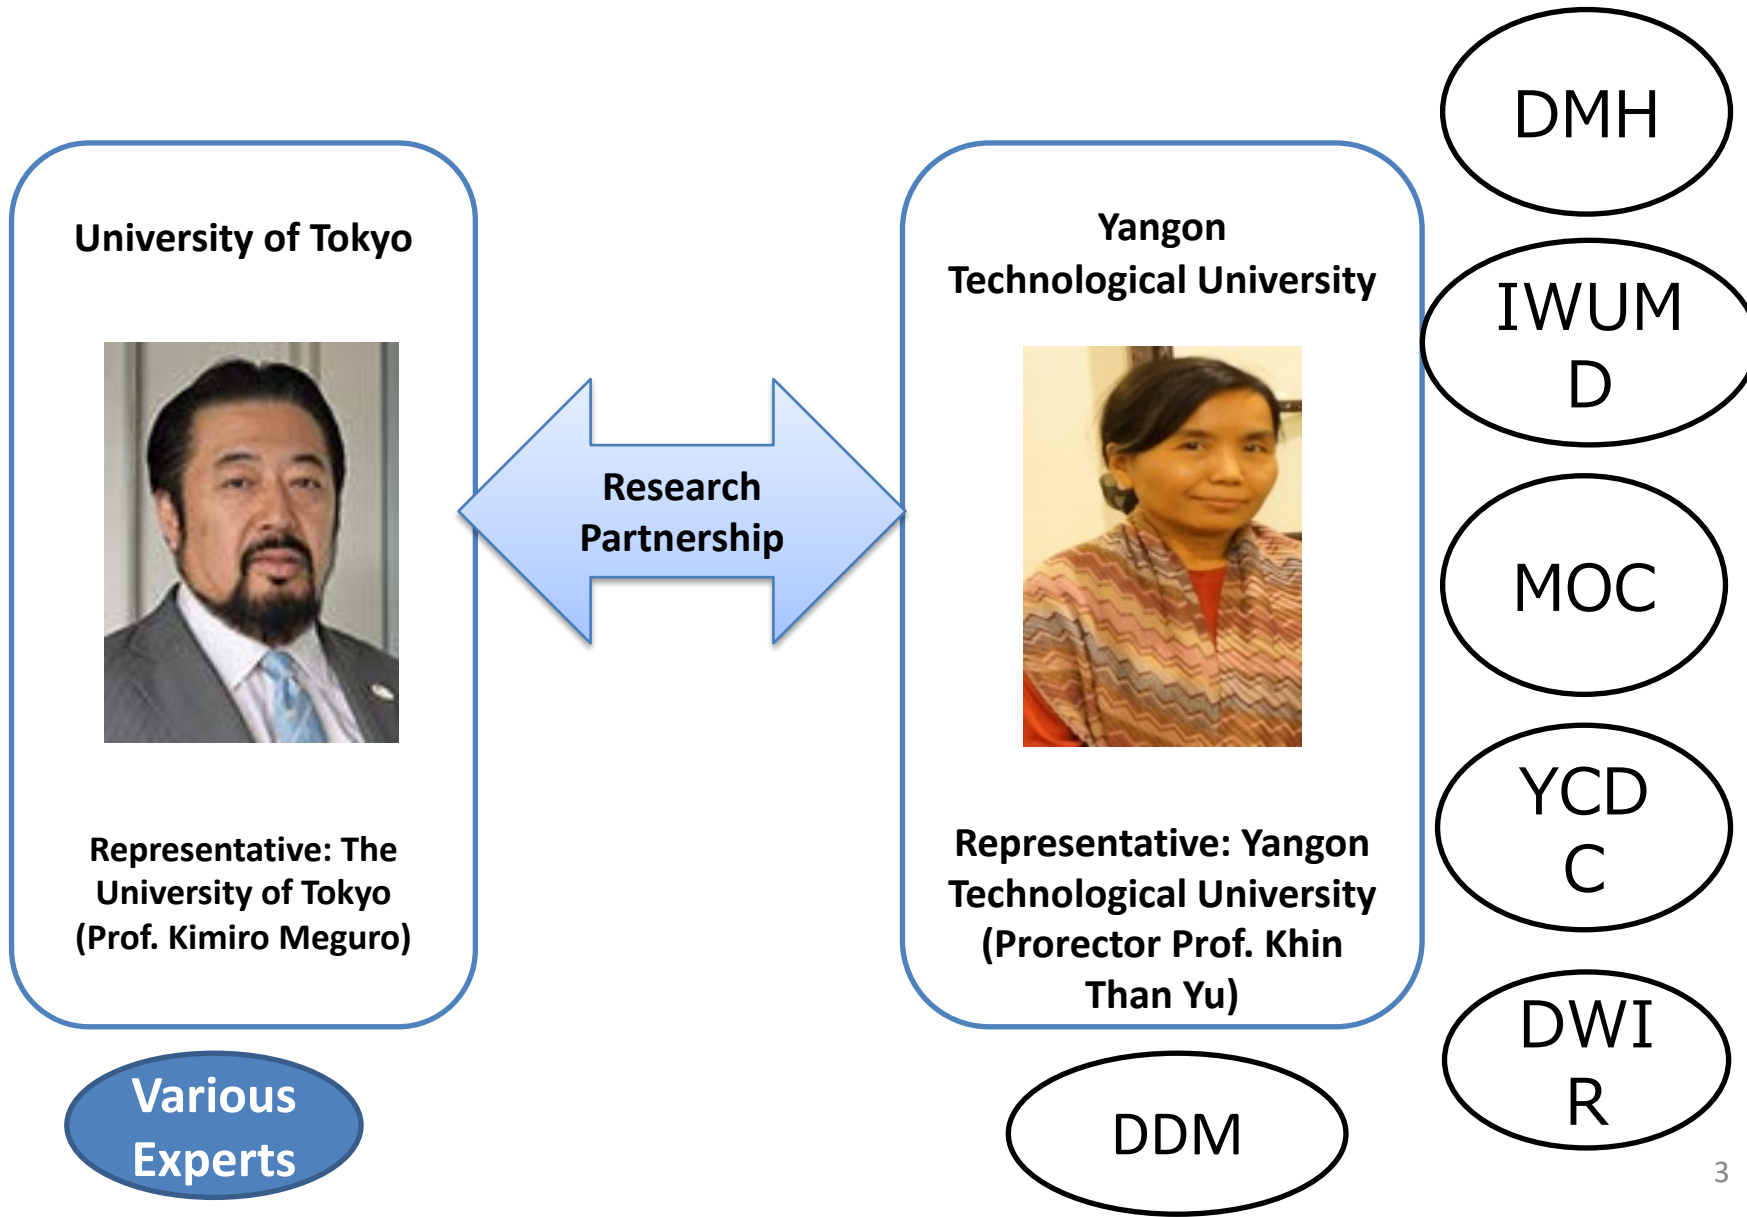 University of Tokyo
Representative: The
University of Tokyo
(Prof. Kimiro Meguro)
Various
Experts
Research
Partnership
Yangon
Technological University
Representative: Yangon
Technological University
(Prorector Prof. Khin
Than Yu)
DDM
DMH
IWUM
D
MOC
YCD
C
DWI
R
3